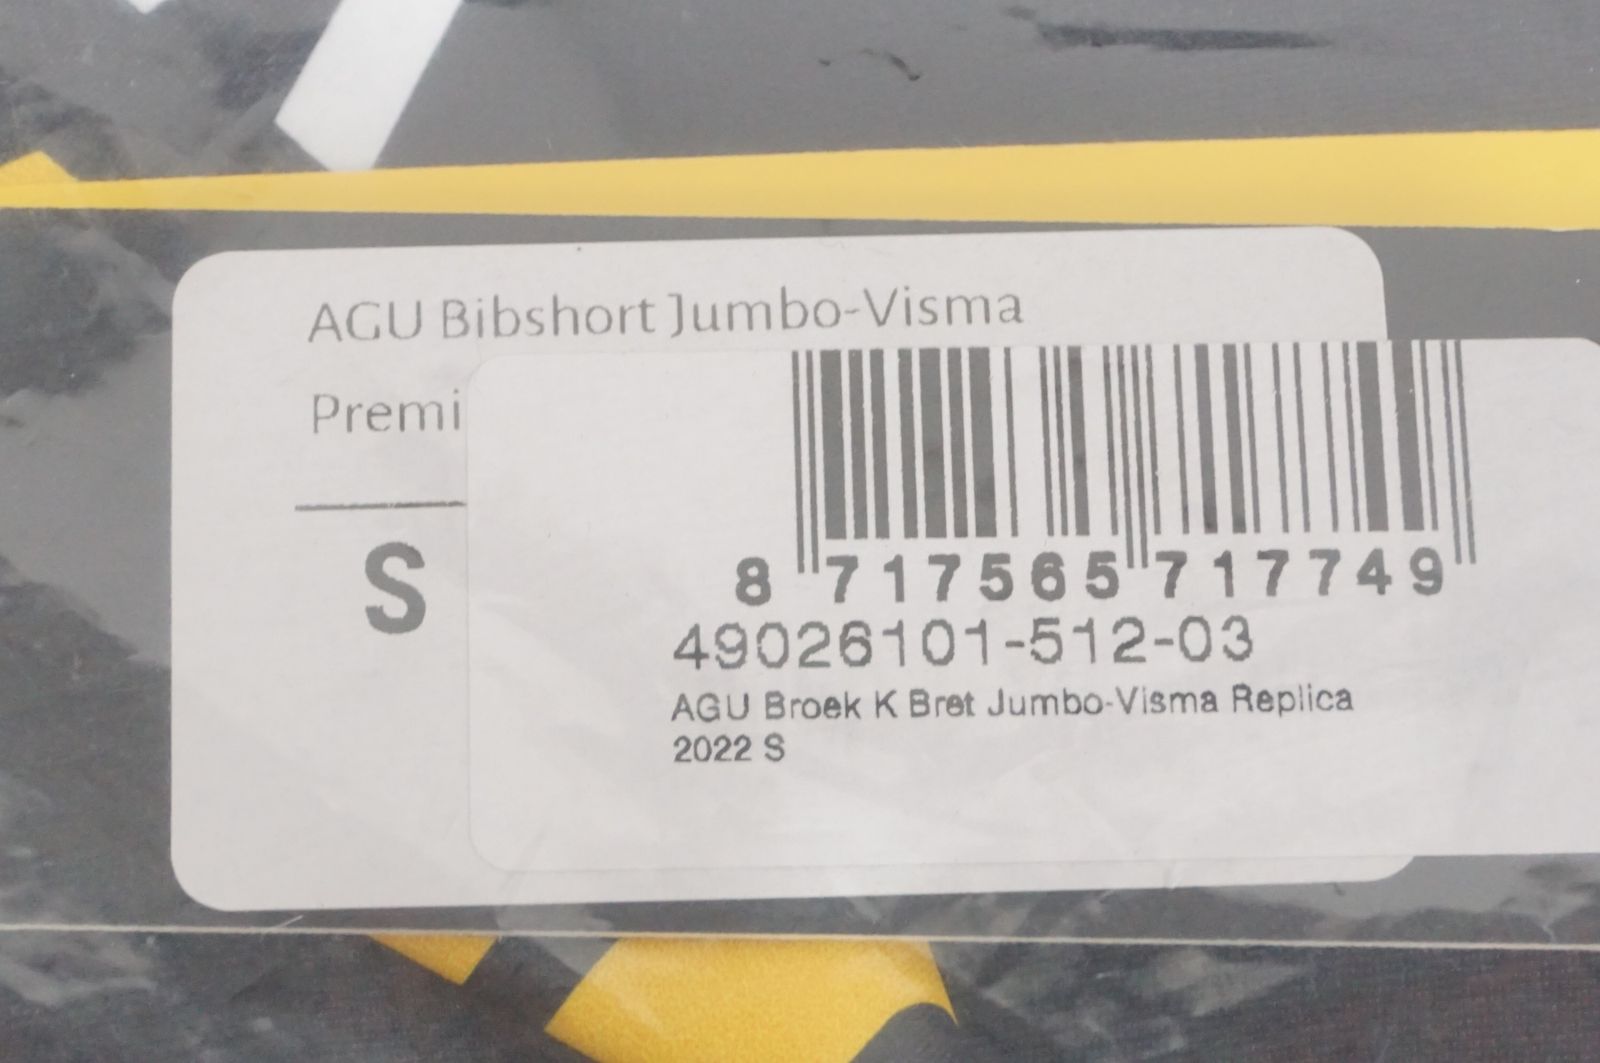 AGU Bibshort Jumbo-Visma
Premi
S
8 717565 717749
49026101-512-03
AGU Broek K Bret Jumbo-Visma Replica
2022 S